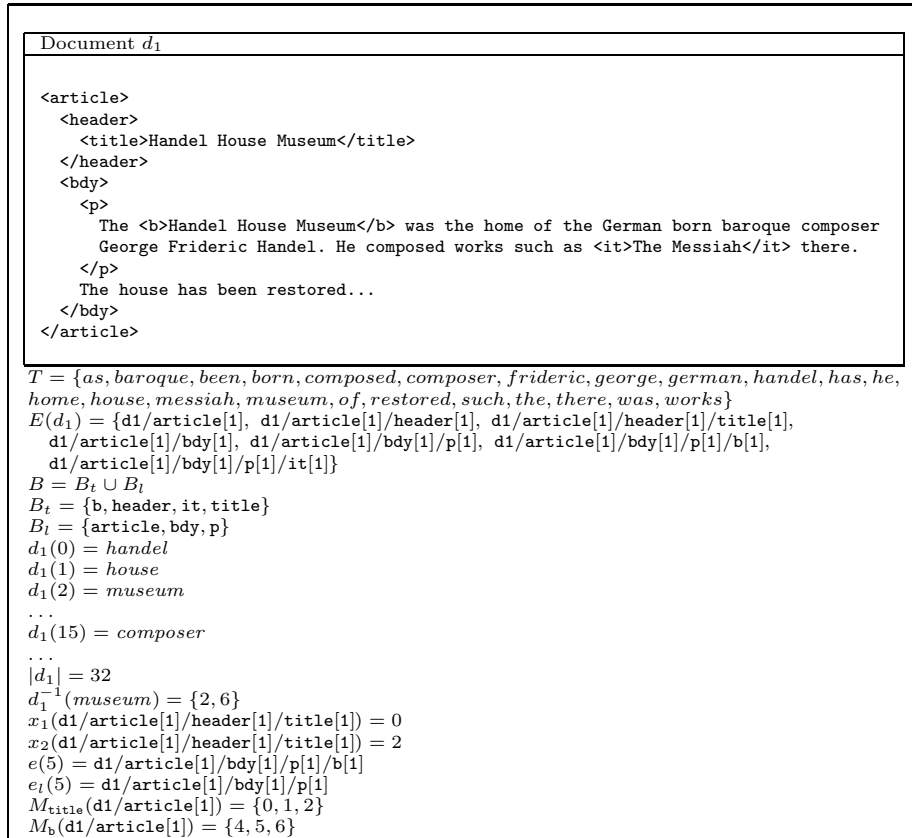 Document d₁
<article>
<header>
<title>Handel House Museum</title>
</header>
<bdy>
<p>
The <b>Handel House Museum</b> was the home of the German born baroque composer
George Frideric Handel. He composed works such as <it>The Messiah</it> there.
</p>
The house has been restored...
</bdy>
</article>
T = {as, baroque, been, born, composed, composer, frideric, george, german, handel, has, he,
home, house, messiah, museum, of, restored, such, the, there, was, works}
E(d₁) = {d1/article[1], d1/article[1]/header[1], d1/article[1]/header[1]/title[1],
d1/article[1]/bdy[1], d1/article[1]/bdy[1]/p[1], d1/article[1]/bdy[1]/p[1]/b[1],
d1/article[1]/bdy[1]/p[1]/it[1]}
B = Bₜ ∪ Bₗ
Bₜ = {b, header, it, title}
Bₗ = {article, bdy, p}
d₁(0) = handel
d₁(1) = house
d₁(2) = museum
...
d₁(15) = composer
...
|d₁| = 32
d₁⁻¹(museum) = {2, 6}
x₁(d1/article[1]/header[1]/title[1]) = 0
x₂(d1/article[1]/header[1]/title[1]) = 2
e(5) = d1/article[1]/bdy[1]/p[1]/b[1]
eₗ(5) = d1/article[1]/bdy[1]/p[1]
M_title(d1/article[1]) = {0, 1, 2}
M_b(d1/article[1]) = {4, 5, 6}